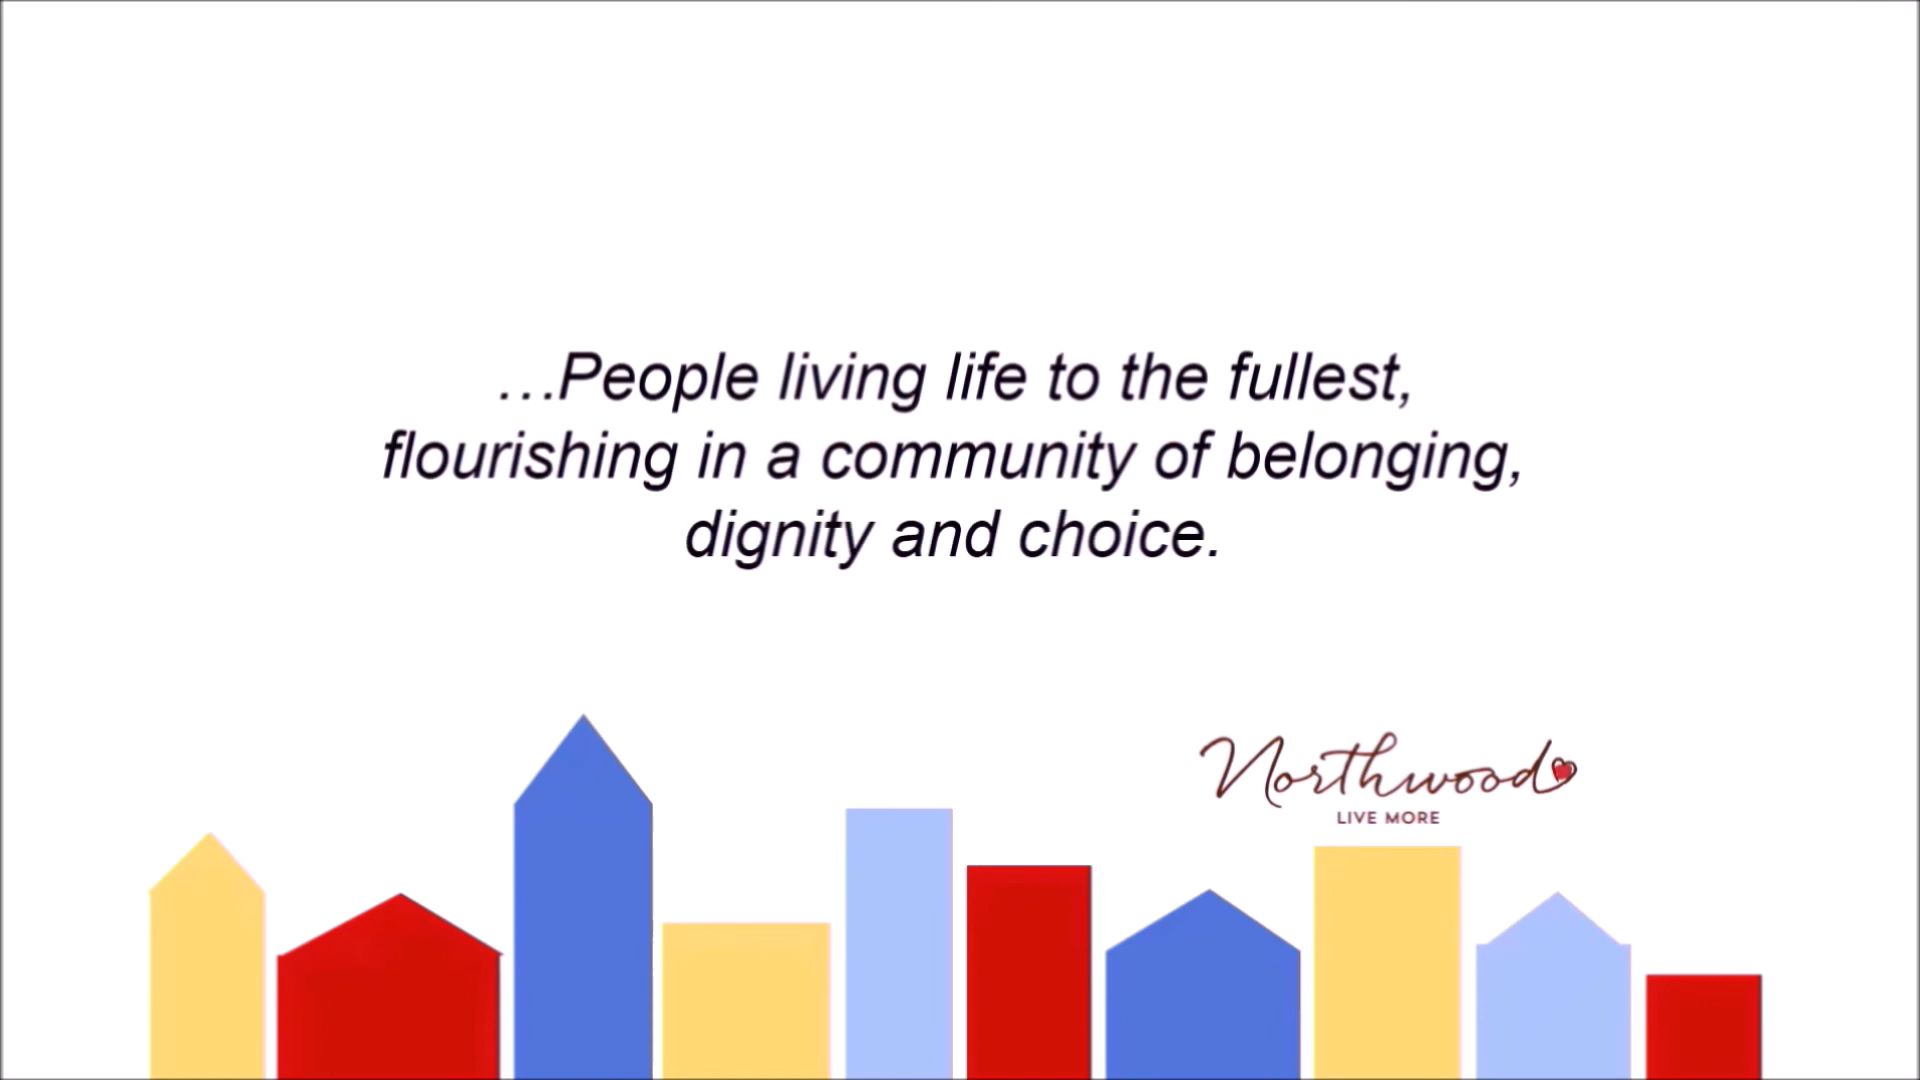 …People living life to the fullest,
flourishing in a community of belonging,
dignity and choice.
Northwood
LIVE MORE